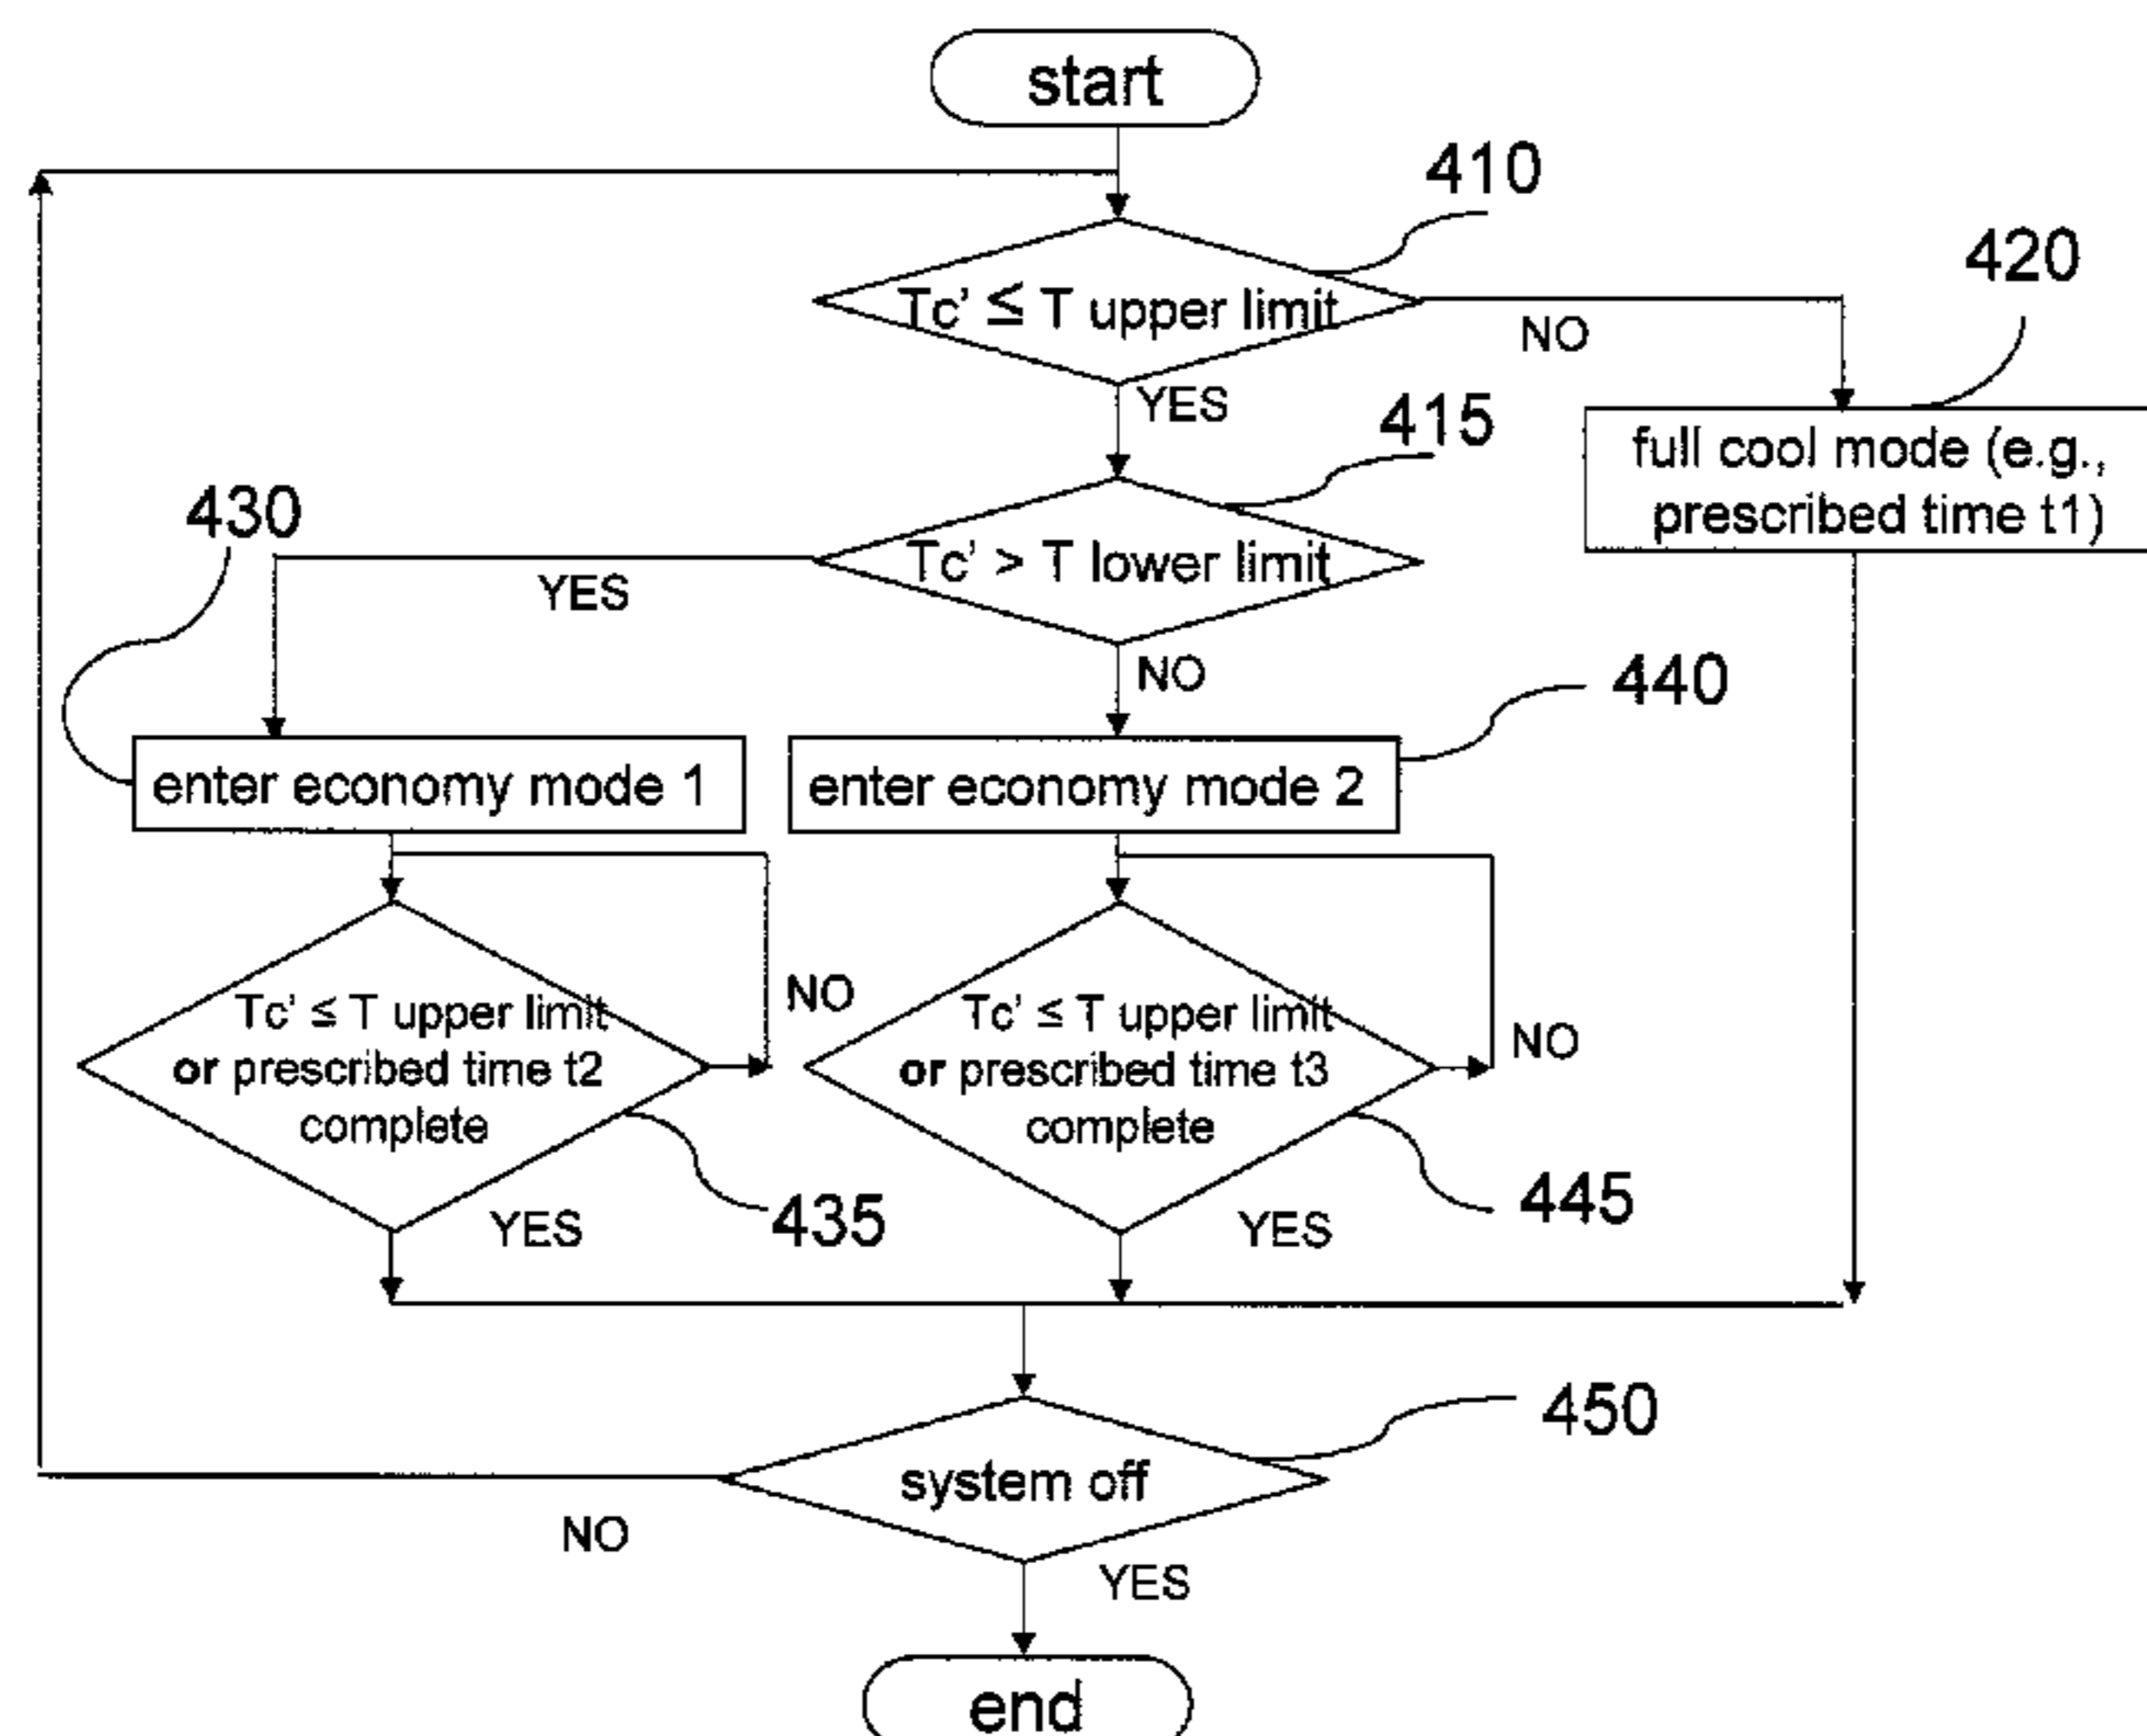 start
410
Tc' ≤ T upper limit
NO
420
YES
415
full cool mode (e.g.,
prescribed time t1)
430
Tc' > T lower limit
YES
NO
440
enter economy mode 1
enter economy mode 2
Tc' ≤ T upper limit
or prescribed time t2
complete
NO
YES
435
Tc' ≤ T upper limit
or prescribed time t3
complete
NO
YES
445
450
system off
NO
YES
end